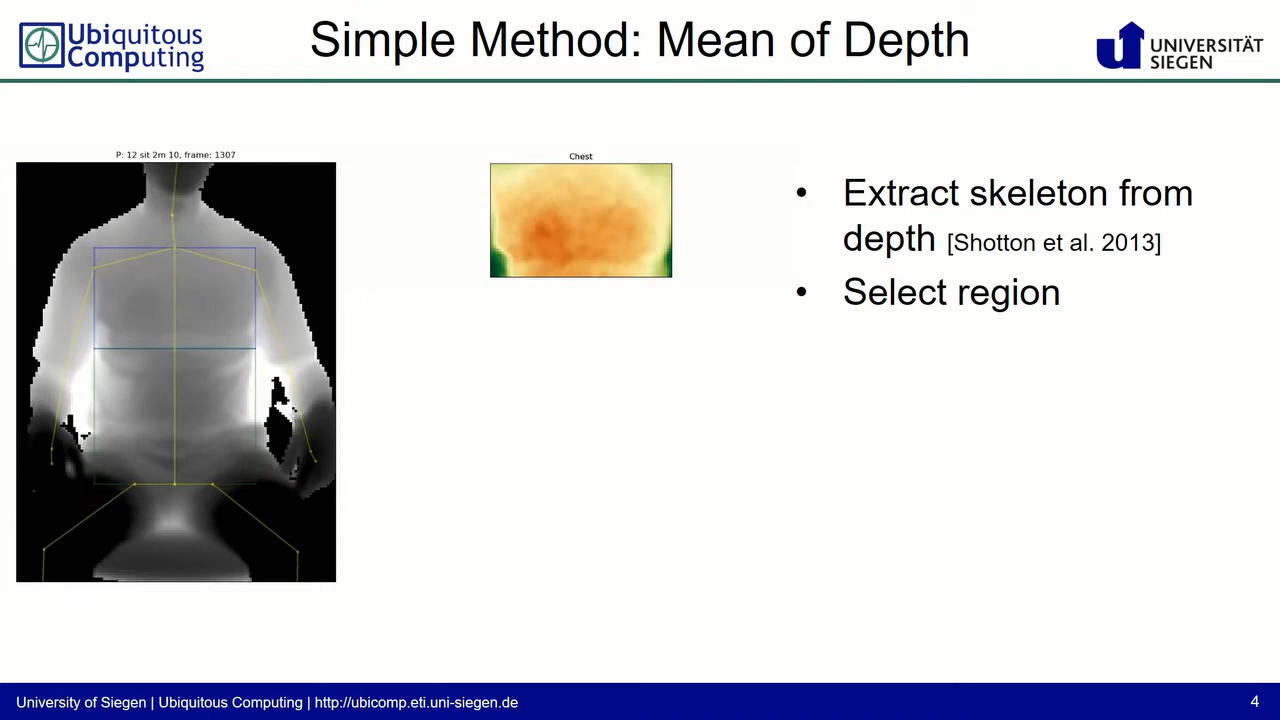 Ubiquitous
Computing
Simple Method: Mean of Depth
UNIVERSITÄT
SIEGEN
P: 12 sit 2m 10, frame: 1307
Chest
• Extract skeleton from
depth [Shotton et al. 2013]
• Select region
University of Siegen | Ubiquitous Computing | http://ubicomp.eti.uni-siegen.de
4